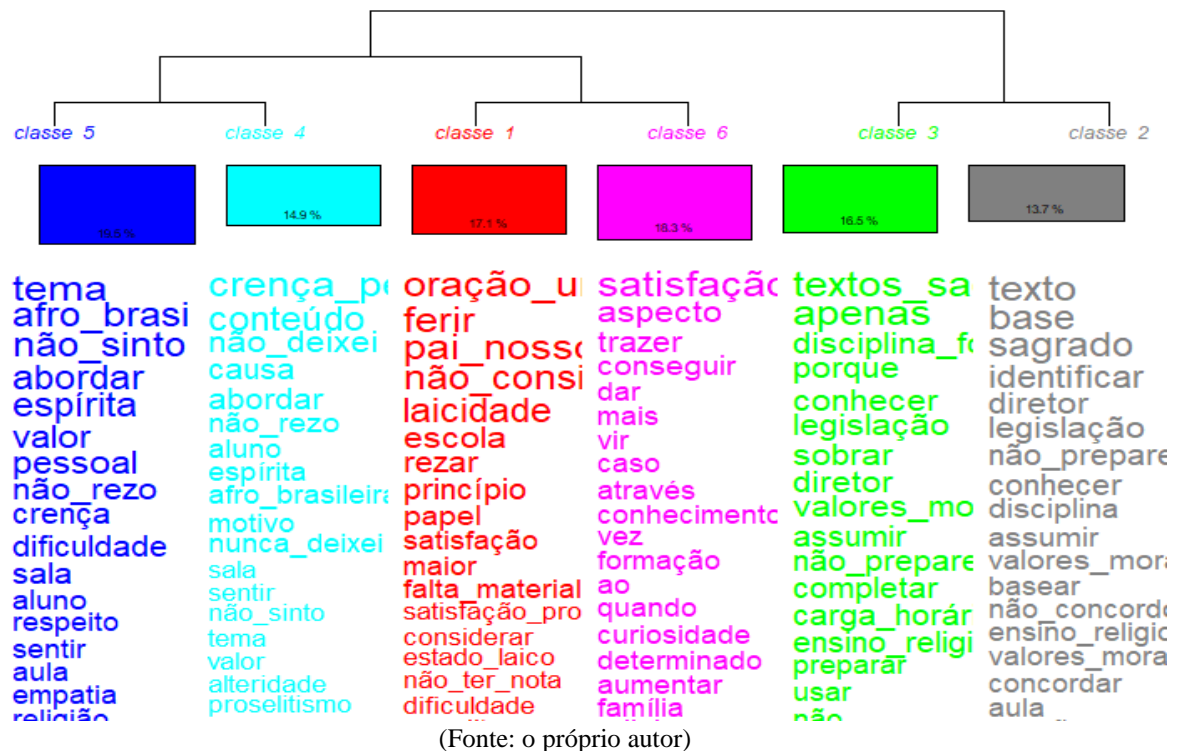 classe 5
classe 4
classe 1
classe 6
classe 3
classe 2
19.5 %
14.9 %
17.1 %
18.3 %
16.5 %
13.7 %
tema
afro_brasi
não_sinto
abordar
espírita
valor
pessoal
não_rezo
crença
dificuldade
sala
aluno
respeito
sentir
aula
empatia
religião
crença_pe
conteúdo
não_deixei
causa
abordar
não_rezo
aluno
espírita
afro_brasileira
motivo
nunca_deixei
sala
sentir
não_sinto
tema
valor
alteridade
proselitismo
oração_u
ferir
pai_nosso
não_consi
laicidade
escola
rezar
princípio
papel
satisfação
maior
falta_material
satisfação_pro
considerar
estado_laico
não_ter_nota
dificuldade
satisfação
aspecto
trazer
conseguir
dar
mais
vir
caso
através
conhecimento
vez
formação
ao
quando
curiosidade
determinado
aumentar
família
textos_sa
apenas
disciplina_fo
porque
conhecer
legislação
sobrar
diretor
valores_mo
assumir
não_prepare
completar
carga_horár
ensino_religi
preparar
usar
não
texto
base
sagrado
identificar
diretor
legislação
não_prepare
conhecer
disciplina
assumir
valores_mora
basear
não_concordo
ensino_religio
valores_mora
concordar
aula
(Fonte: o próprio autor)